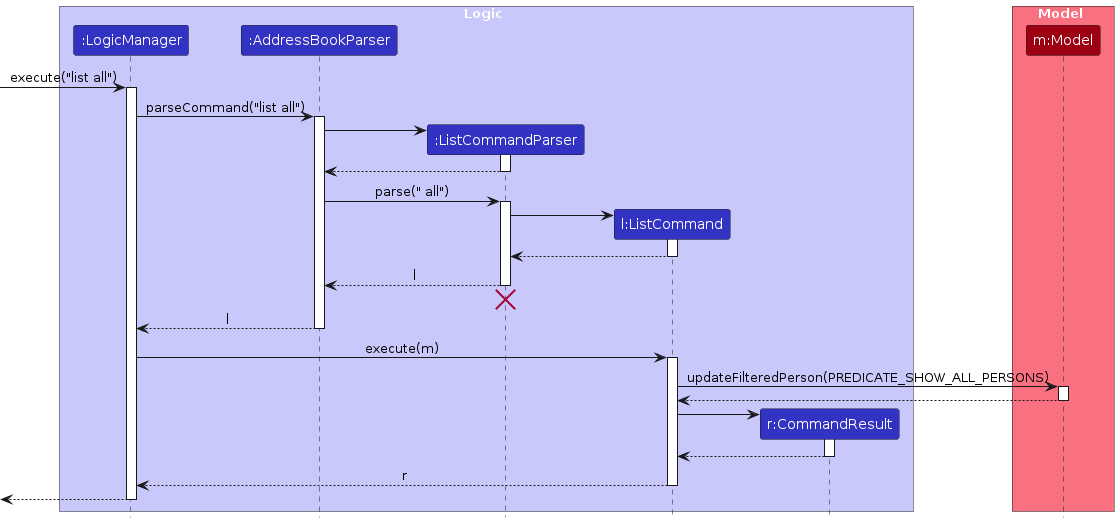 Logic
Model
:LogicManager
:AddressBookParser
m:Model
execute("list all")
parseCommand("list all")
:ListCommandParser
parse(" all")
l:ListCommand
l
l
execute(m)
updateFilteredPerson(PREDICATE_SHOW_ALL_PERSONS)
r:CommandResult
r